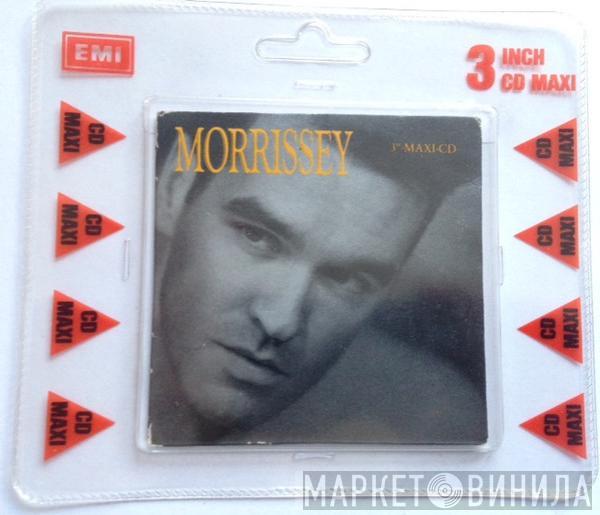 EMI
3 INCH
CD MAXI
MORRISSEY
3"-MAXI-CD
CD
MAXI
CD
MAXI
CD
MAXI
CD
MAXI
CD
MAXI
CD
MAXI
CD
MAXI
CD
MAXI
МАРКЕТ ВИНИЛА